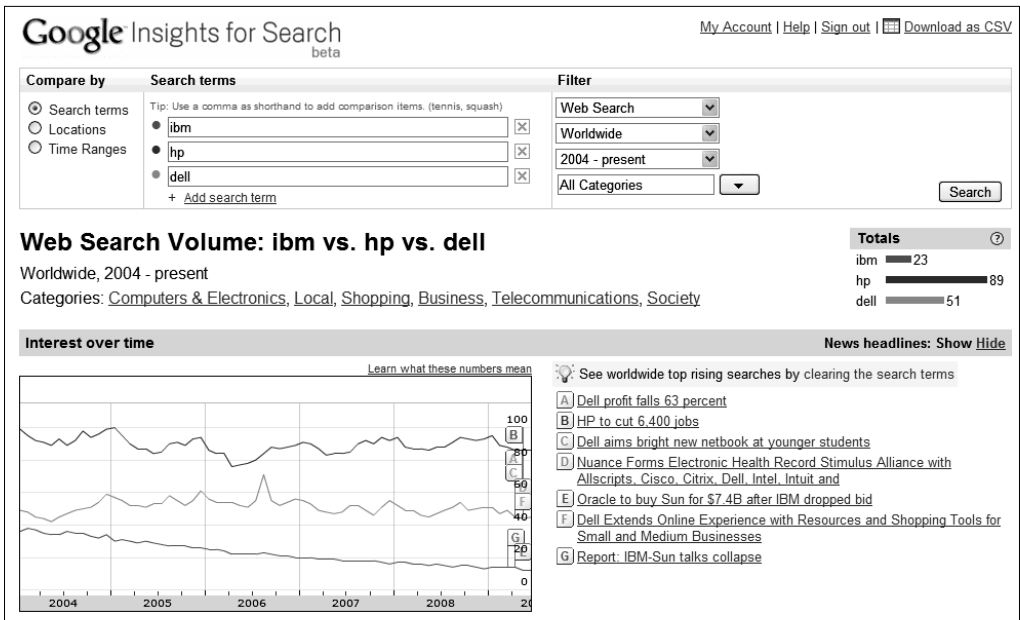 Google Insights for Search
beta
My Account | Help | Sign out | Download as CSV
Compare by
Search terms
Locations
Time Ranges
Search terms
Tip: Use a comma as shorthand to add comparison items. (tennis, squash)
ibm
hp
dell
+ Add search term
Filter
Web Search
Worldwide
2004 - present
All Categories
Search
Web Search Volume: ibm vs. hp vs. dell
Worldwide, 2004 - present
Categories: Computers & Electronics, Local, Shopping, Business, Telecommunications, Society
Totals ?
ibm 23
hp 89
dell 51
Interest over time
News headlines: Show Hide
Learn what these numbers mean
100
B
80
A
C
60
D
F
40
G
20
E
0
2004 2005 2006 2007 2008 20
See worldwide top rising searches by clearing the search terms
A Dell profit falls 63 percent
B HP to cut 6,400 jobs
C Dell aims bright new netbook at younger students
D Nuance Forms Electronic Health Record Stimulus Alliance with
Allscripts, Cisco, Citrix, Dell, Intel, Intuit and
E Oracle to buy Sun for $7.4B after IBM dropped bid
F Dell Extends Online Experience with Resources and Shopping Tools for
Small and Medium Businesses
G Report: IBM-Sun talks collapse